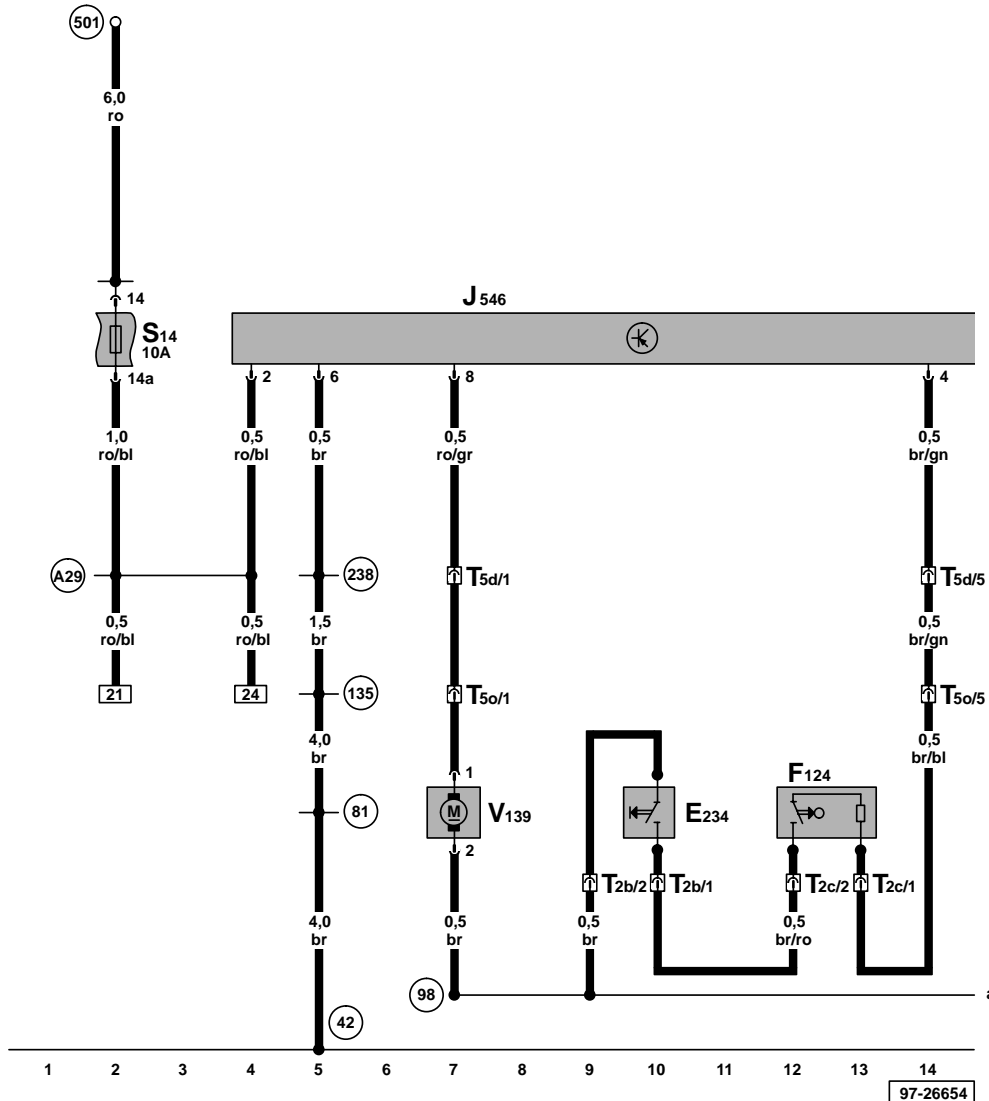 501
6,0
ro
14
S14
10A
14a
J546
2
6
8
4
1,0
ro/bl
0,5
ro/bl
0,5
br
0,5
ro/gr
0,5
br/gn
A29
238
T5d/1
T5d/5
0,5
ro/bl
0,5
ro/bl
1,5
br
0,5
br/gn
21
24
135
T5o/1
T5o/5
4,0
br
0,5
br/bl
1
F124
81
M
V139
E234
2
T2b/2
T2b/1
T2c/2
T2c/1
4,0
br
0,5
br
0,5
br
0,5
br/ro
98
42
1 2 3 4 5 6 7 8 9 10 11 12 13 14
97-26654